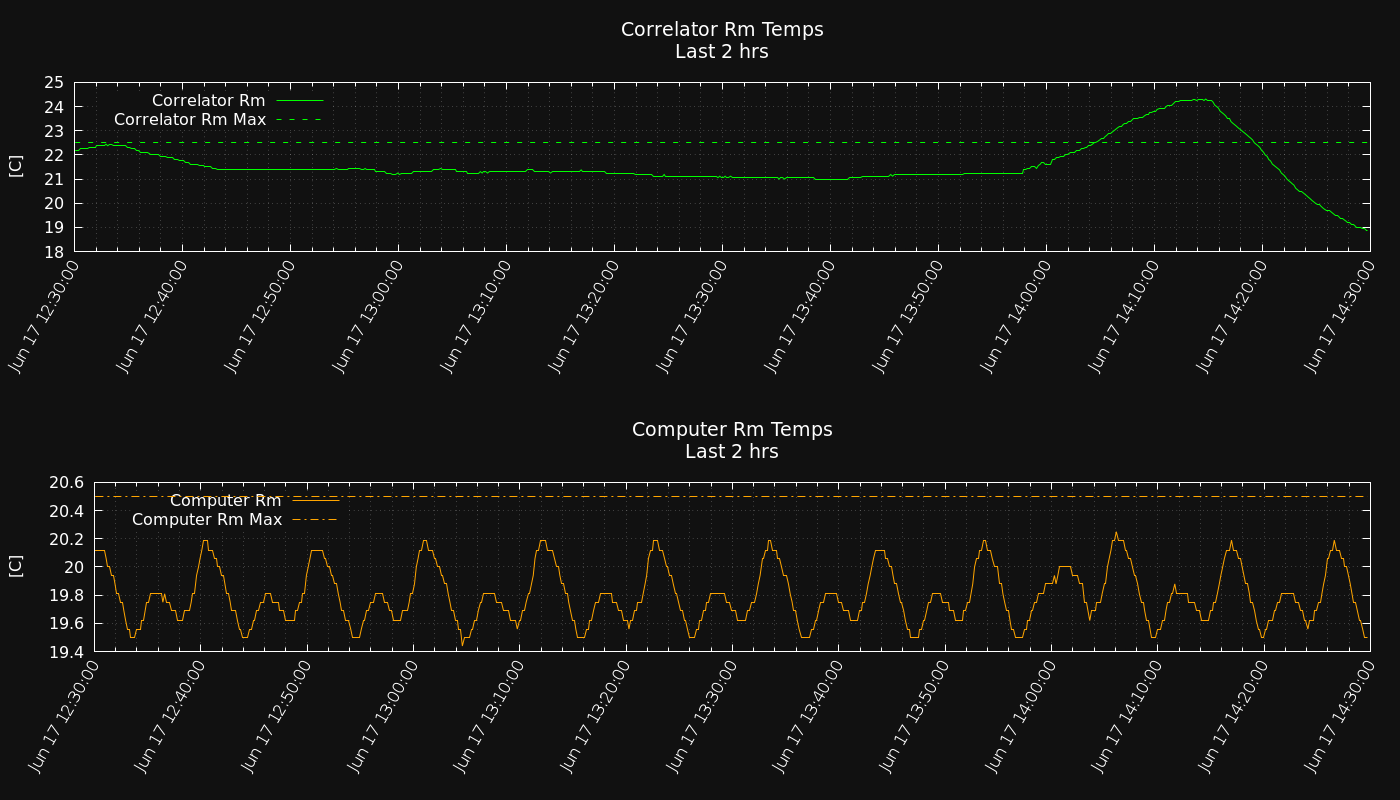 Correlator Rm Temps
Last 2 hrs
[C]
25
24
23
22
21
20
19
18
Correlator Rm
Correlator Rm Max
Jun 17 12:30:00
Jun 17 12:40:00
Jun 17 12:50:00
Jun 17 13:00:00
Jun 17 13:10:00
Jun 17 13:20:00
Jun 17 13:30:00
Jun 17 13:40:00
Jun 17 13:50:00
Jun 17 14:00:00
Jun 17 14:10:00
Jun 17 14:20:00
Jun 17 14:30:00
Computer Rm Temps
Last 2 hrs
[C]
20.6
20.4
20.2
20
19.8
19.6
19.4
Computer Rm
Computer Rm Max
Jun 17 12:30:00
Jun 17 12:40:00
Jun 17 12:50:00
Jun 17 13:00:00
Jun 17 13:10:00
Jun 17 13:20:00
Jun 17 13:30:00
Jun 17 13:40:00
Jun 17 13:50:00
Jun 17 14:00:00
Jun 17 14:10:00
Jun 17 14:20:00
Jun 17 14:30:00